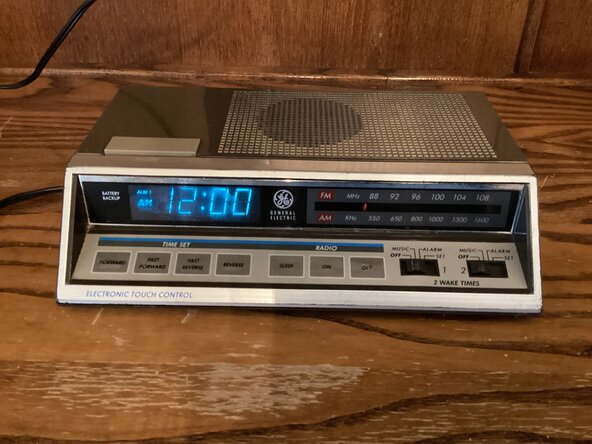 BATTERY
BACKUP
ALM 1
AM
12:00
GE
GENERAL
ELECTRIC
FM MHz 88 92 96 100 104 108
AM KHz 550 650 800 1000 1300 1600
TIME SET
RADIO
FORWARD
FAST
FORWARD
FAST
REVERSE
REVERSE
SLEEP
ON
OFF
MUSIC ALARM
OFF SET
1
MUSIC ALARM
OFF SET
2
2 WAKE TIMES
ELECTRONIC TOUCH CONTROL